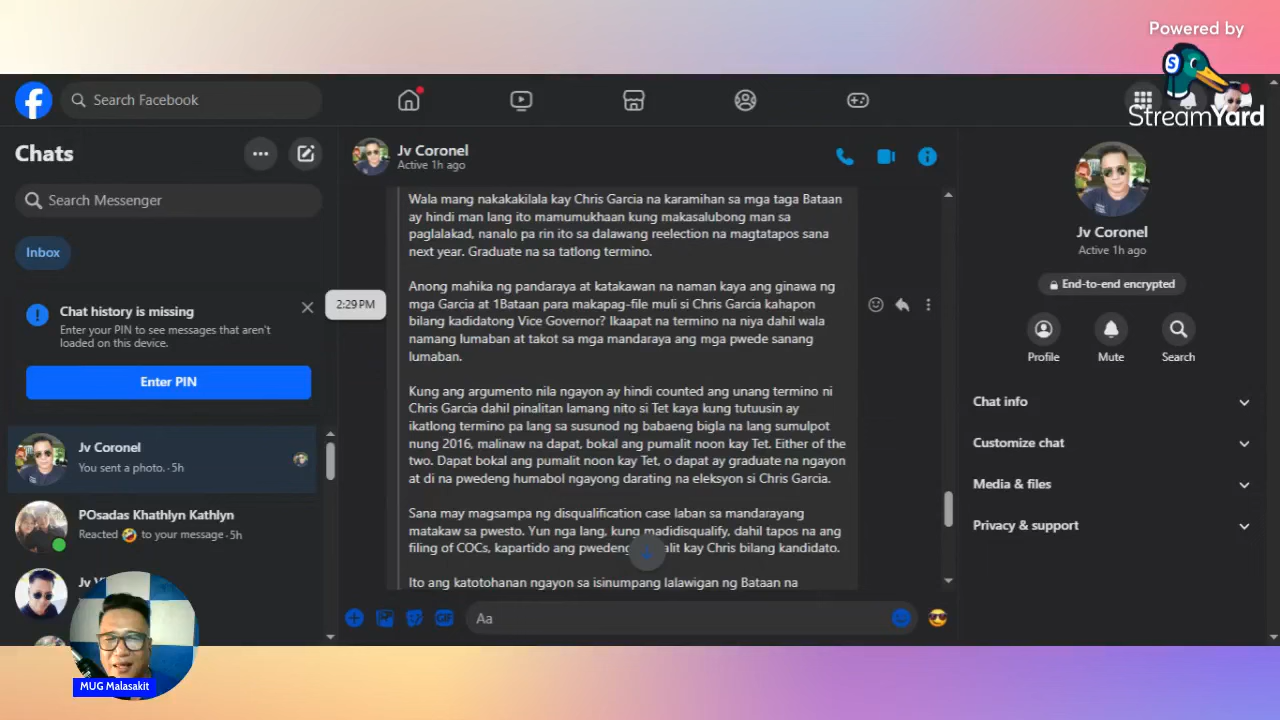 Powered by
StreamYard
Search Facebook
Chats
Search Messenger
Inbox
Chat history is missing
Enter your PIN to see messages that aren't
loaded on this device.
Enter PIN
Jv Coronel
You sent a photo. · 5h
POsadas Khathlyn Kathlyn
Reacted 🤣 to your message · 5h
Jv
MUG Malasakit
Jv Coronel
Active 1h ago
2:29 PM
Wala mang nakakakilala kay Chris Garcia na karamihan sa mga taga Bataan
ay hindi man lang ito mamumukhaan kung makasalubong man sa
paglalakad, nanalo pa rin ito sa dalawang reelection na magtatapos sana
next year. Graduate na sa tatlong termino.
Anong mahika ng pandaraya at katakawan na naman kaya ang ginawa ng
mga Garcia at 1Bataan para makapag-file muli si Chris Garcia kahapon
bilang kadidatong Vice Governor? Ikaapat na termino na niya dahil wala
namang lumaban at takot sa mga mandaraya ang mga pwede sanang
lumaban.
Kung ang argumento nila ngayon ay hindi counted ang unang termino ni
Chris Garcia dahil pinalitan lamang nito si Tet kaya kung tutuusin ay
ikatlong termino pa lang sa susunod ng babaeng bigla na lang sumulpot
nung 2016, malinaw na dapat, bokal ang pumalit noon kay Tet. Either of the
two. Dapat bokal ang pumalit noon kay Tet, o dapat ay graduate na ngayon
at di na pwedeng humabol ngayong darating na eleksyon si Chris Garcia.
Sana may magsampa ng disqualification case laban sa mandarayang
matakaw sa pwesto. Yun nga lang, kung madidisqualify, dahil tapos na ang
filing of COCs, kapartido ang pwedeng alit kay Chris bilang kandidato.
Ito ang katotohanan ngayon sa isinumpang lalawigan ng Bataan na
Aa
Jv Coronel
Active 1h ago
End-to-end encrypted
Profile
Mute
Search
Chat info
Customize chat
Media & files
Privacy & support